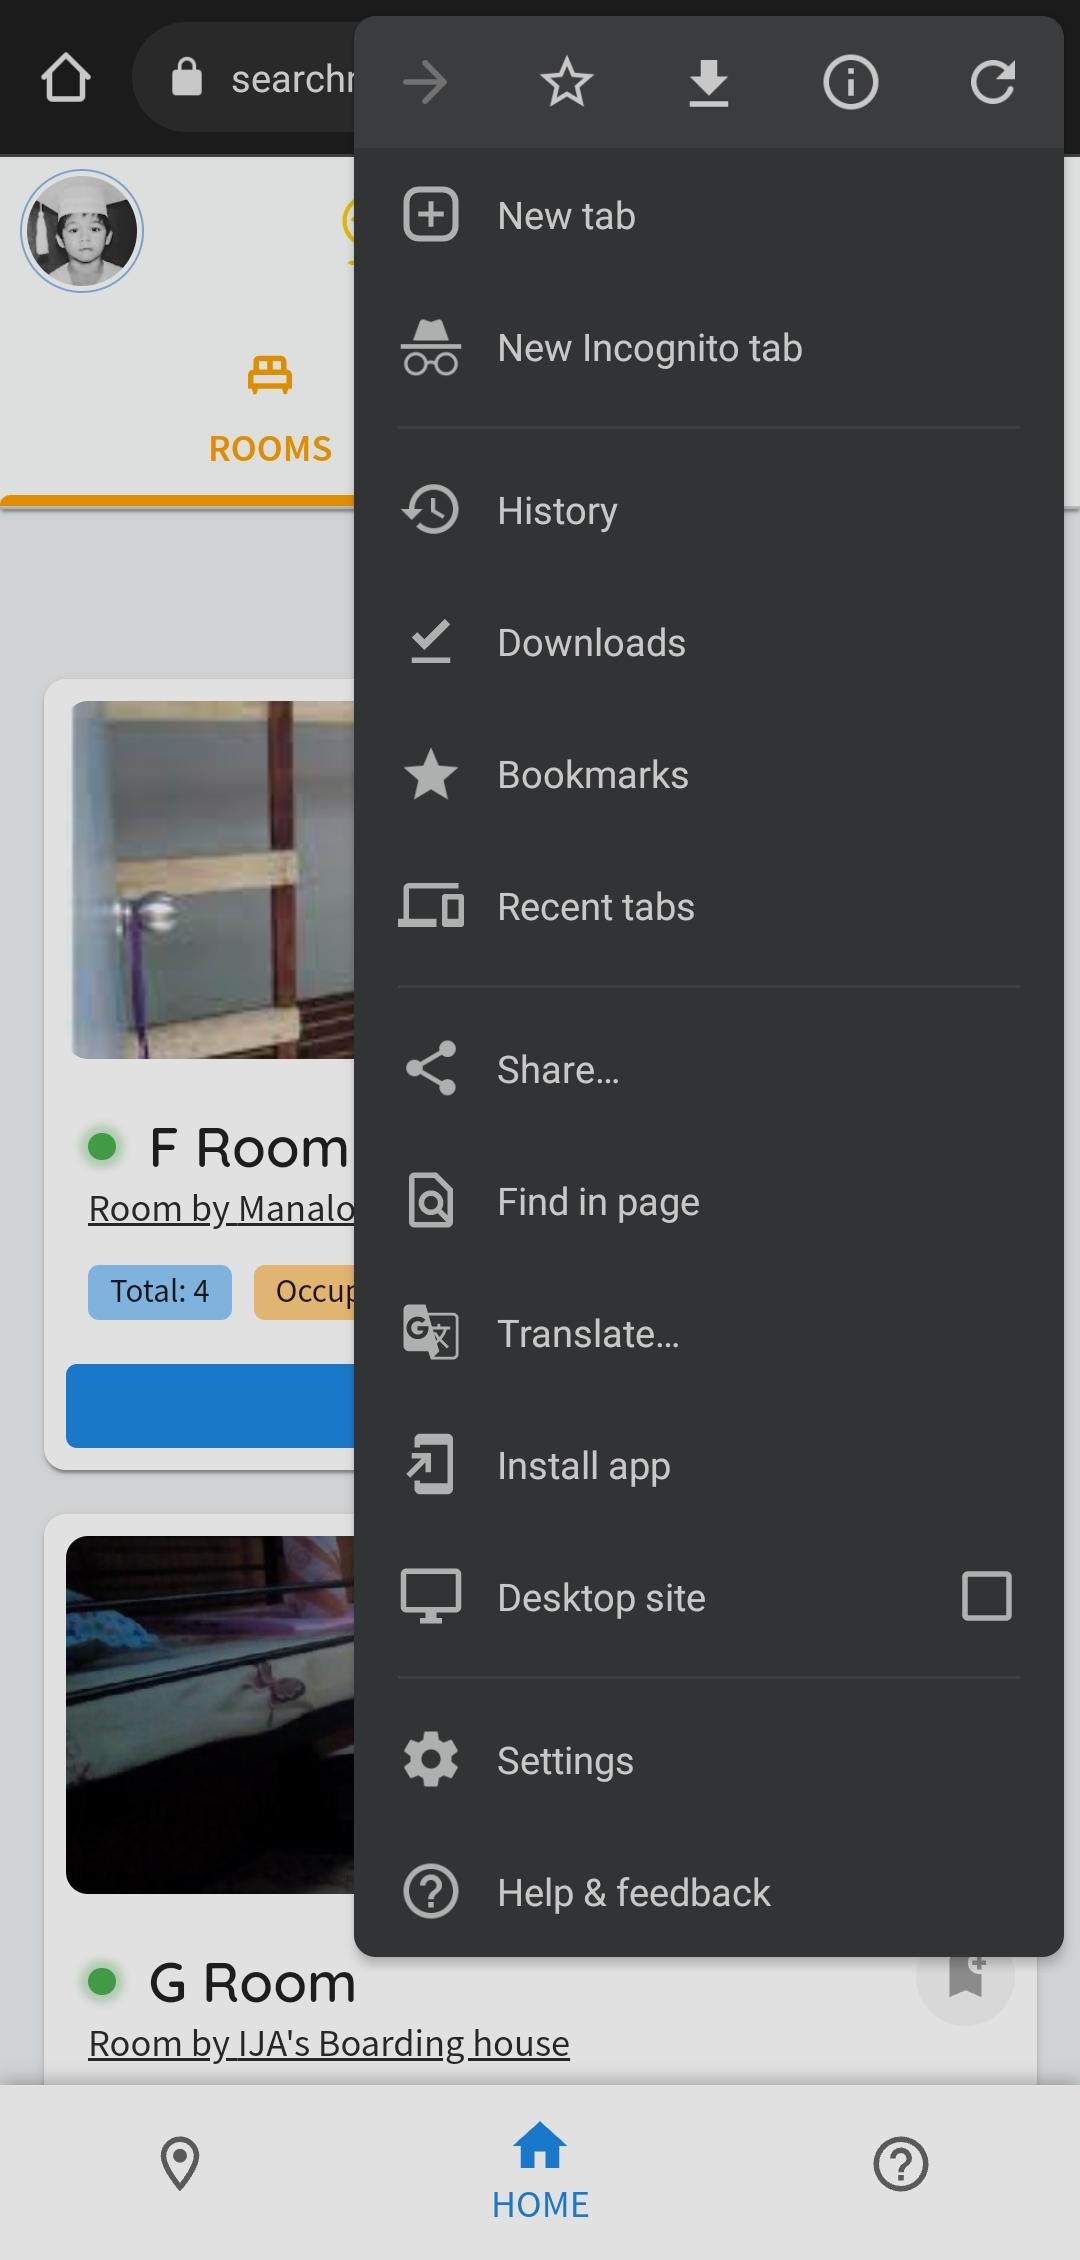 searchr
New tab
New Incognito tab
ROOMS
History
Downloads
Bookmarks
Recent tabs
Share...
F Room
Room by Manalo
Find in page
Total: 4
Occup
Translate...
Install app
Desktop site
Settings
Help & feedback
G Room
Room by IJA's Boarding house
HOME